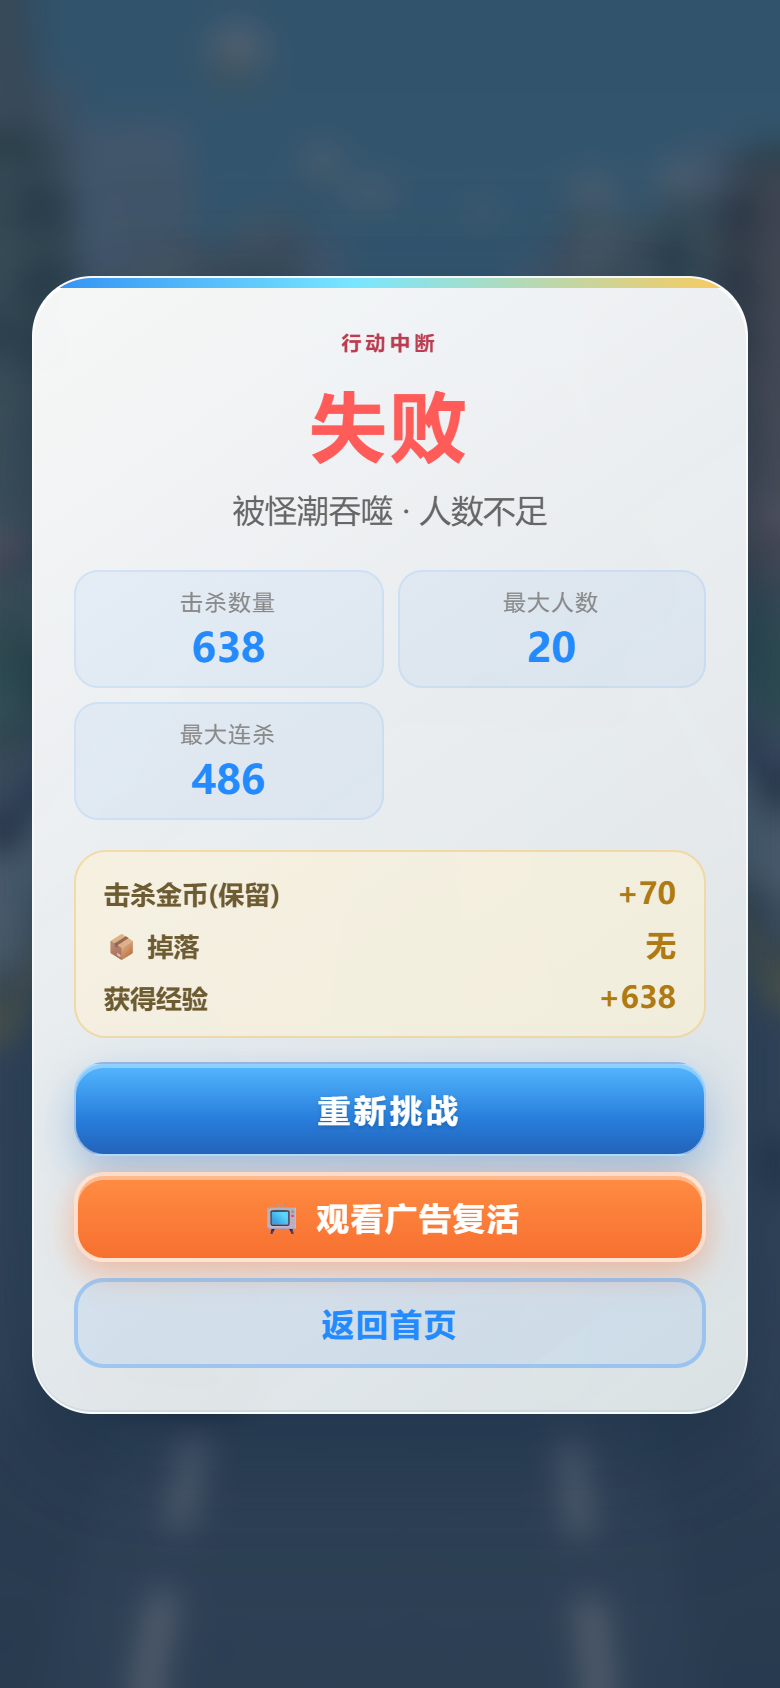 行动中断
失败
被怪潮吞噬 · 人数不足
击杀数量
638
最大人数
20
最大连杀
486
击杀金币(保留) +70
掉落 无
获得经验 +638
重新挑战
观看广告复活
返回首页